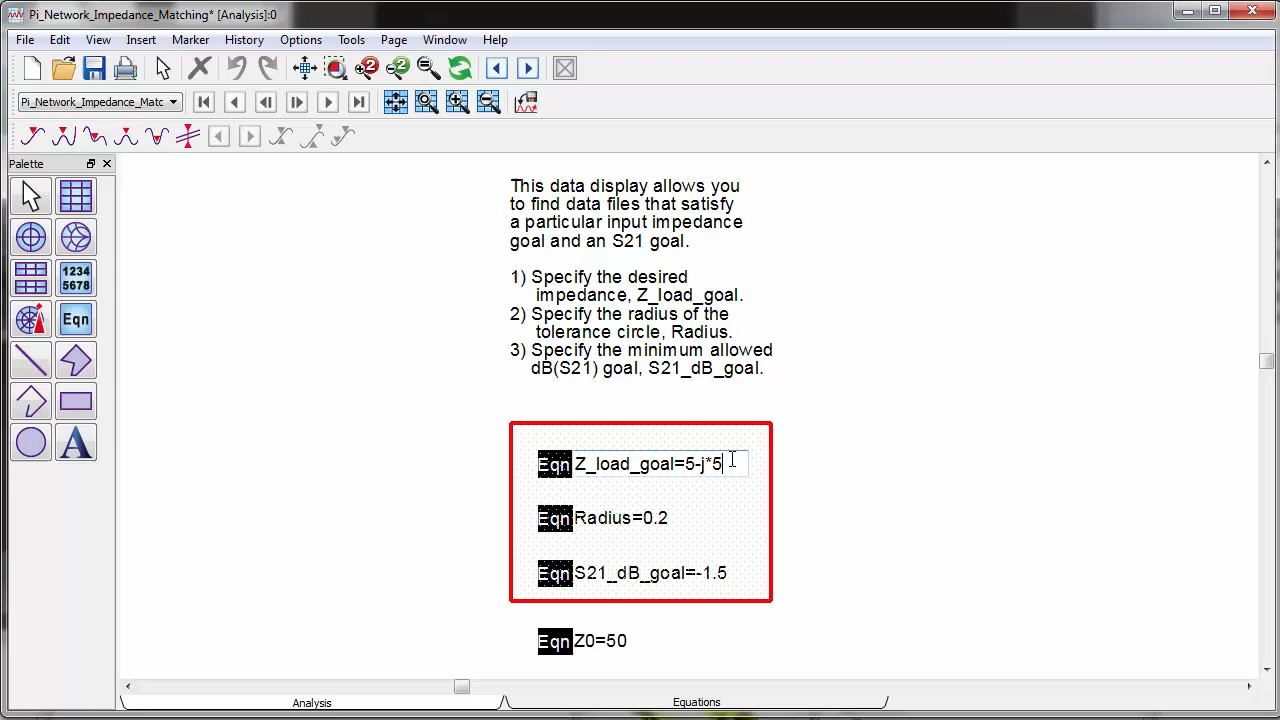 Pi_Network_Impedance_Matching* [Analysis]:0
File Edit View Insert Marker History Options Tools Page Window Help
Pi_Network_Impedance_Matc
Palette
1234
5678
Eqn
A
This data display allows you
to find data files that satisfy
a particular input impedance
goal and an S21 goal.
1) Specify the desired
impedance, Z_load_goal.
2) Specify the radius of the
tolerance circle, Radius.
3) Specify the minimum allowed
dB(S21) goal, S21_dB_goal.
Eqn Z_load_goal=5-j*5
Eqn Radius=0.2
Eqn S21_dB_goal=-1.5
Eqn Z0=50
Analysis Equations